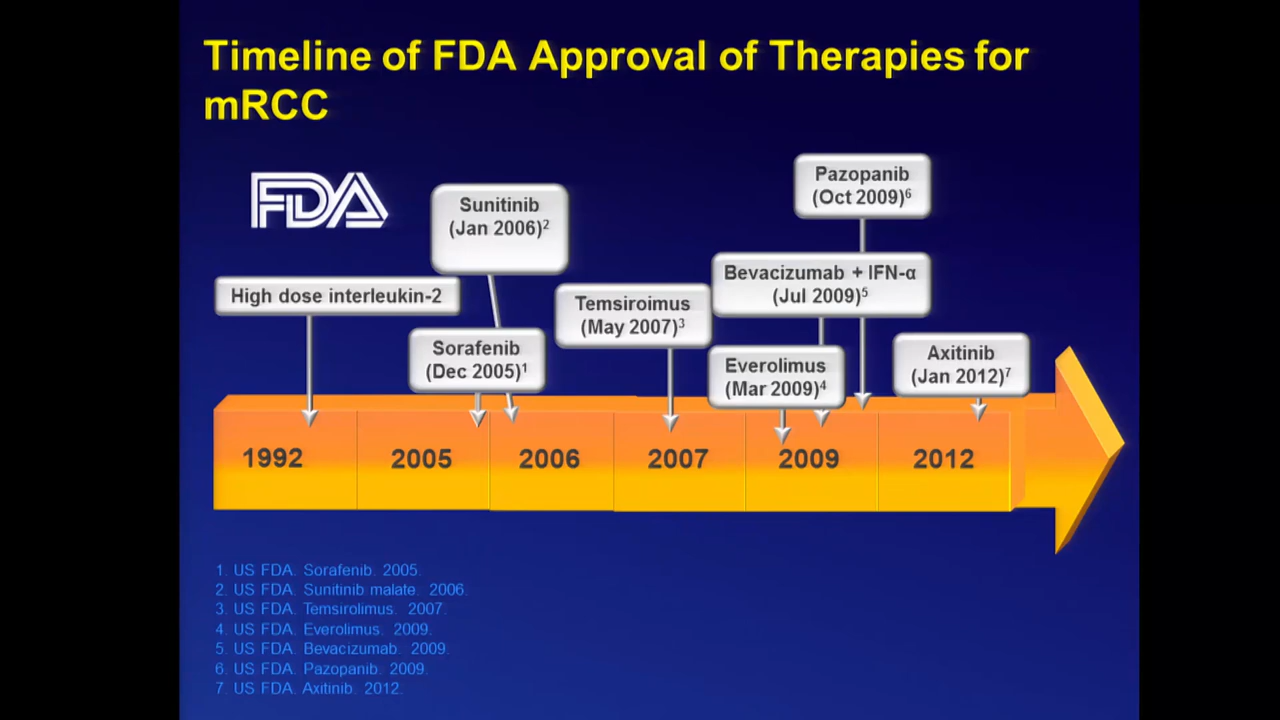 Timeline of FDA Approval of Therapies for
mRCC
FDA
Pazopanib
(Oct 2009)⁶
Sunitinib
(Jan 2006)²
Bevacizumab + IFN-α
(Jul 2009)⁵
High dose interleukin-2
Temsiroimus
(May 2007)³
Sorafenib
(Dec 2005)¹
Everolimus
(Mar 2009)⁴
Axitinib
(Jan 2012)⁷
1992 2005 2006 2007 2009 2012
1. US FDA. Sorafenib. 2005.
2. US FDA. Sunitinib malate. 2006.
3. US FDA. Temsirolimus. 2007.
4. US FDA. Everolimus. 2009.
5. US FDA. Bevacizumab. 2009.
6. US FDA. Pazopanib. 2009.
7. US FDA. Axitinib. 2012.